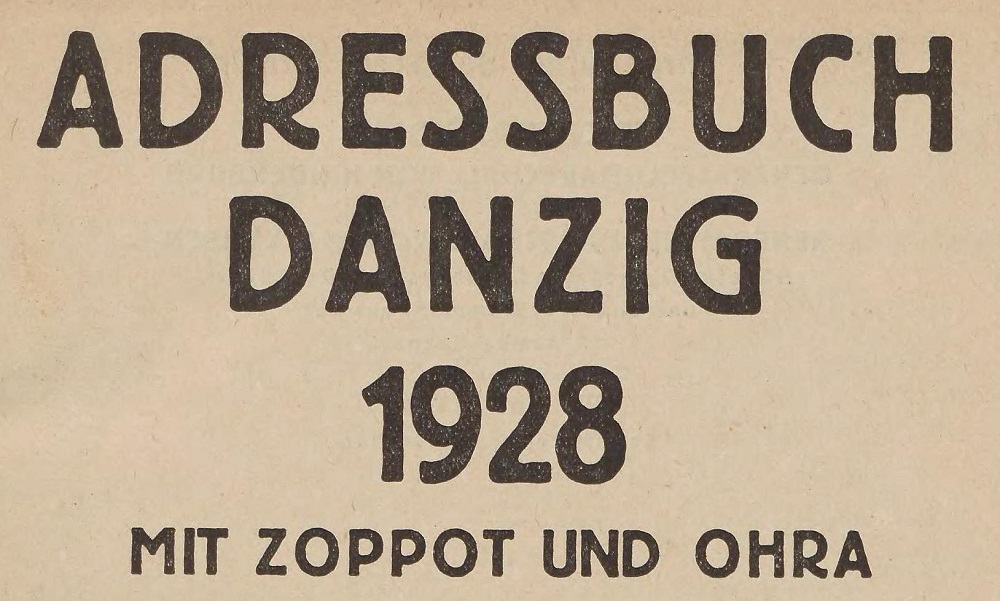 ADRESSBUCH
DANZIG
1928
MIT ZOPPOT UND OHRA